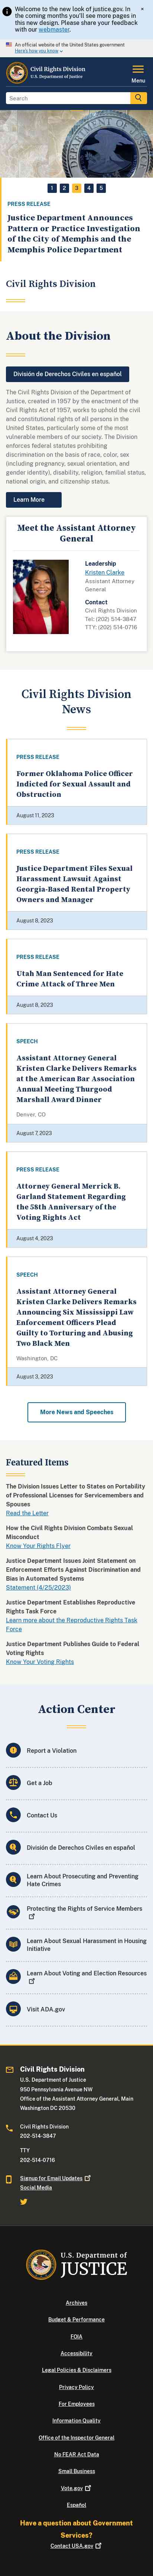 Welcome to the new look of justice.gov. In
the coming months you'll see more pages in
this new design. Please share your feedback
with our webmaster.
×
An official website of the United States government
Here's how you know
Civil Rights Division
U.S. Department of Justice
Menu
Search
1 2 3 4 5
PRESS RELEASE
Justice Department Announces
Pattern or Practice Investigation
of the City of Memphis and the
Memphis Police Department
Civil Rights Division
About the Division
División de Derechos Civiles en español
The Civil Rights Division of the Department of
Justice, created in 1957 by the enactment of the
Civil Rights Act of 1957, works to uphold the civil
and constitutional rights of all persons in the
United States, particularly some of the most
vulnerable members of our society. The Division
enforces federal statutes prohibiting
discrimination on the basis of race, color, sex
(including pregnancy, sexual orientation, and
gender identity), disability, religion, familial status,
national origin, and citizenship status.
Learn More
Meet the Assistant Attorney
General
Leadership
Kristen Clarke
Assistant Attorney
General
Contact
Civil Rights Division
Tel: (202) 514-3847
TTY: (202) 514-0716
Civil Rights Division
News
PRESS RELEASE
Former Oklahoma Police Officer
Indicted for Sexual Assault and
Obstruction
August 11, 2023
PRESS RELEASE
Justice Department Files Sexual
Harassment Lawsuit Against
Georgia-Based Rental Property
Owners and Manager
August 8, 2023
PRESS RELEASE
Utah Man Sentenced for Hate
Crime Attack of Three Men
August 8, 2023
SPEECH
Assistant Attorney General
Kristen Clarke Delivers Remarks
at the American Bar Association
Annual Meeting Thurgood
Marshall Award Dinner
Denver, CO
August 7, 2023
PRESS RELEASE
Attorney General Merrick B.
Garland Statement Regarding
the 58th Anniversary of the
Voting Rights Act
August 4, 2023
SPEECH
Assistant Attorney General
Kristen Clarke Delivers Remarks
Announcing Six Mississippi Law
Enforcement Officers Plead
Guilty to Torturing and Abusing
Two Black Men
Washington, DC
August 3, 2023
More News and Speeches
Featured Items
The Division Issues Letter to States on Portability
of Professional Licenses for Servicemembers and
Spouses
Read the Letter
How the Civil Rights Division Combats Sexual
Misconduct
Know Your Rights Flyer
Justice Department Issues Joint Statement on
Enforcement Efforts Against Discrimination and
Bias in Automated Systems
Statement (4/25/2023)
Justice Department Establishes Reproductive
Rights Task Force
Learn more about the Reproductive Rights Task
Force
Justice Department Publishes Guide to Federal
Voting Rights
Know Your Voting Rights
Action Center
Report a Violation
Get a Job
Contact Us
División de Derechos Civiles en español
Learn About Prosecuting and Preventing
Hate Crimes
Protecting the Rights of Service Members
Learn About Sexual Harassment in Housing
Initiative
Learn About Voting and Election Resources
Visit ADA.gov
Civil Rights Division
U.S. Department of Justice
950 Pennsylvania Avenue NW
Office of the Assistant Attorney General, Main
Washington DC 20530
Civil Rights Division
202-514-3847
TTY
202-514-0716
Signup for Email Updates
Social Media
U.S. Department of
JUSTICE
Archives
Budget & Performance
FOIA
Accessibility
Legal Policies & Disclaimers
Privacy Policy
For Employees
Information Quality
Office of the Inspector General
No FEAR Act Data
Small Business
Vote.gov
Español
Have a question about Government
Services?
Contact USA.gov